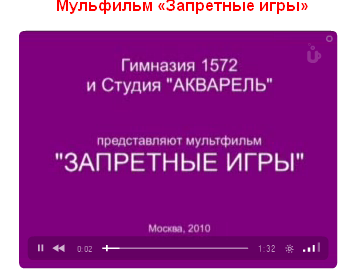 Мульфильм «Запретные игры»
Гимназия 1572
и Студия "АКВАРЕЛЬ"
представляют мультфильм
"ЗАПРЕТНЫЕ ИГРЫ"
Москва, 2010
0:02 1:32